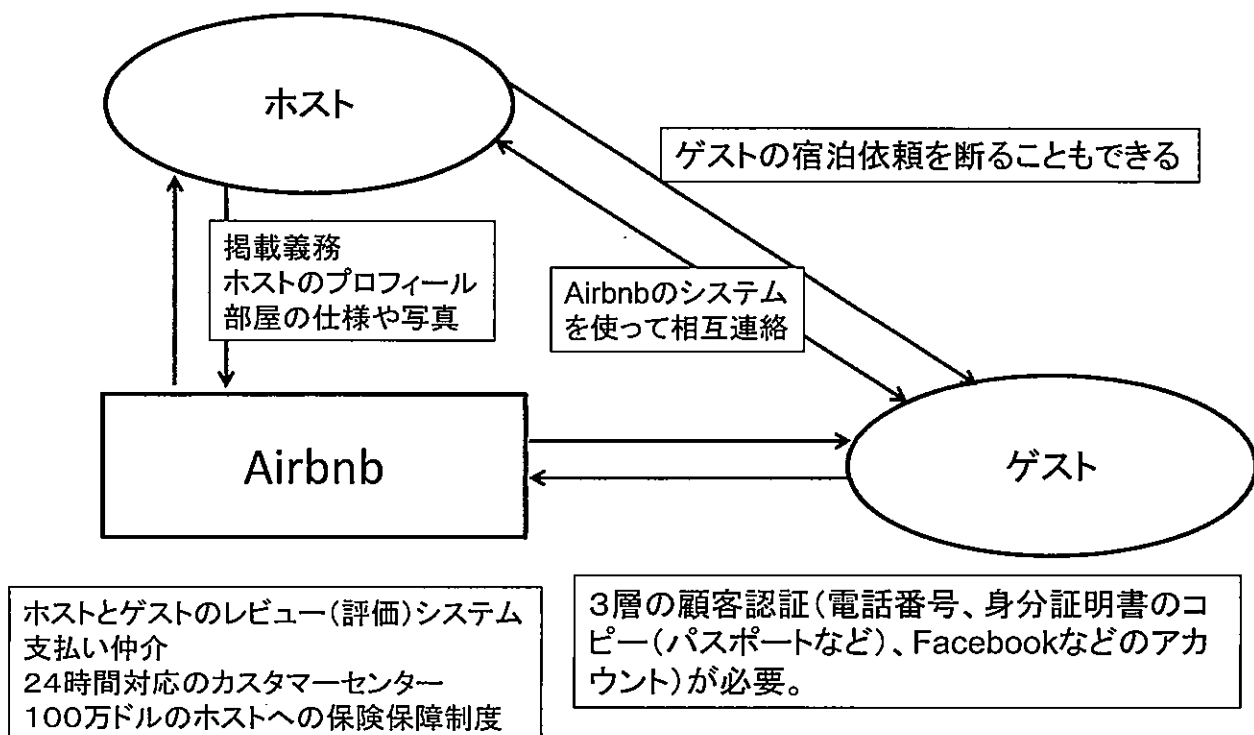 ホスト
ゲストの宿泊依頼を断ることもできる
掲載義務
ホストのプロフィール
部屋の仕様や写真
Airbnbのシステム
を使って相互連絡
Airbnb
ゲスト
ホストとゲストのレビュー(評価)システム
支払い仲介
24時間対応のカスタマーセンター
100万ドルのホストへの保険保障制度
3層の顧客認証(電話番号、身分証明書のコ
ピー(パスポートなど)、Facebookなどのアカ
ウント)が必要。